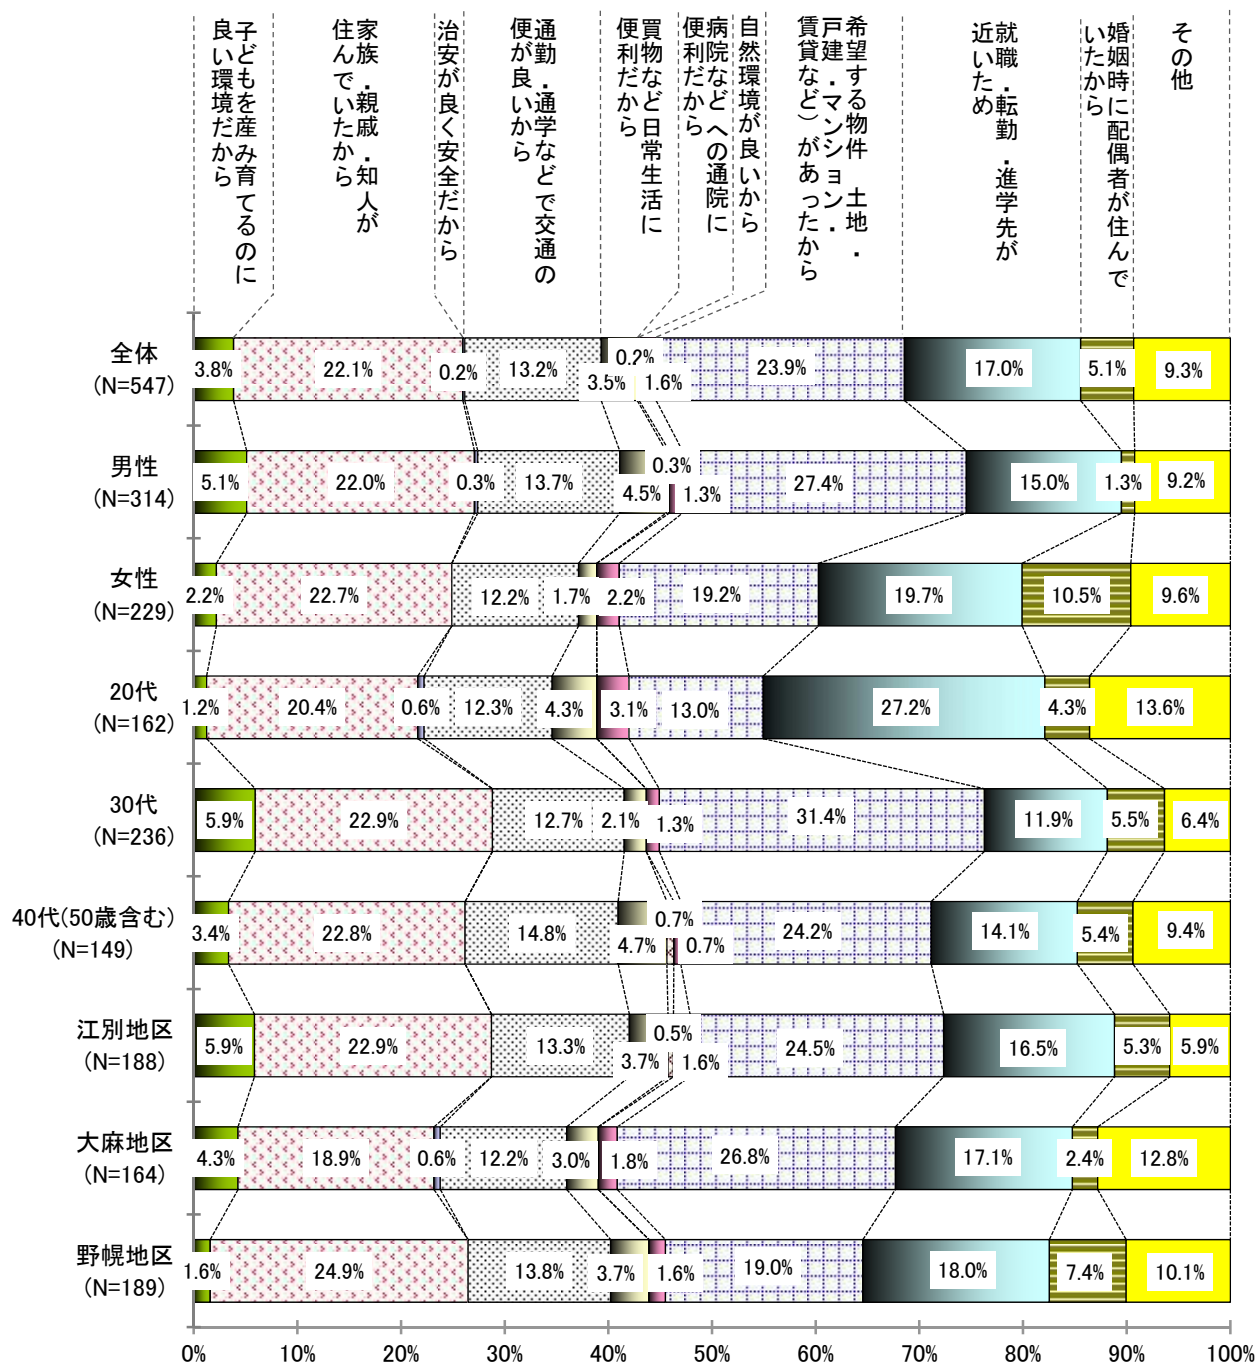 子どもを産み育てるのに
良い環境だから
家族・親戚・知人が
住んでいたから
治安が良く安全だから
通勤・通学などで交通の
便が良いから
買物など日常生活に
便利だから
病院などへの通院に
便利だから
自然環境が良いから
希望する物件　土地・
戸建・マンション・
賃貸など）があったから
就職・転勤・進学先が
近いため
婚姻時に配偶者が住んで
いたから
その他
全体
(N=547)
3.8%
22.1%
0.2%
13.2%
3.5%
0.2%
1.6%
23.9%
17.0%
5.1%
9.3%
男性
(N=314)
5.1%
22.0%
0.3%
13.7%
4.5%
0.3%
1.3%
27.4%
15.0%
1.3%
9.2%
女性
(N=229)
2.2%
22.7%
12.2%
1.7%
2.2%
19.2%
19.7%
10.5%
9.6%
20代
(N=162)
1.2%
20.4%
0.6%
12.3%
4.3%
3.1%
13.0%
27.2%
4.3%
13.6%
30代
(N=236)
5.9%
22.9%
12.7%
2.1%
1.3%
31.4%
11.9%
5.5%
6.4%
40代(50歳含む)
(N=149)
3.4%
22.8%
14.8%
4.7%
0.7%
0.7%
24.2%
14.1%
5.4%
9.4%
江別地区
(N=188)
5.9%
22.9%
13.3%
3.7%
0.5%
1.6%
24.5%
16.5%
5.3%
5.9%
大麻地区
(N=164)
4.3%
18.9%
0.6%
12.2%
3.0%
1.8%
26.8%
17.1%
2.4%
12.8%
野幌地区
(N=189)
1.6%
24.9%
13.8%
3.7%
1.6%
19.0%
18.0%
7.4%
10.1%
0%
10%
20%
30%
40%
50%
60%
70%
80%
90%
100%